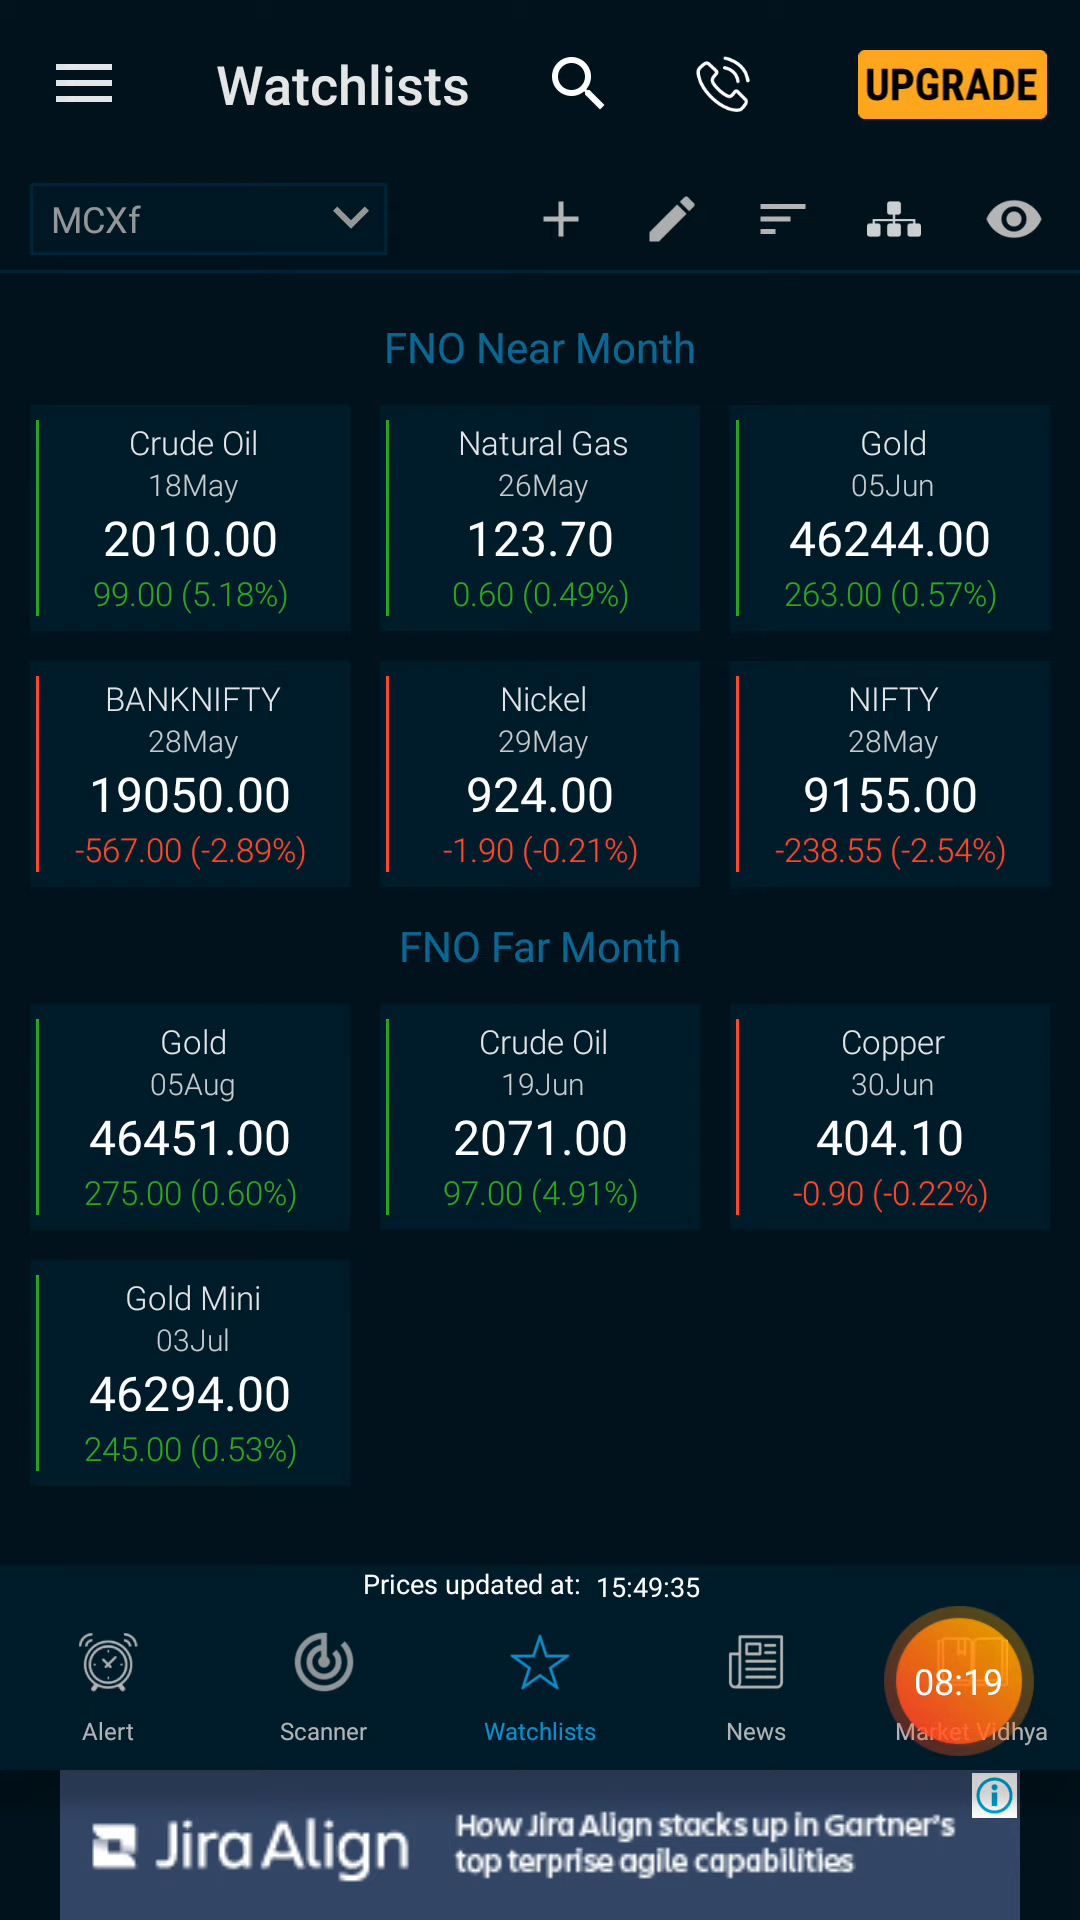 Watchlists
UPGRADE
MCXf
FNO Near Month
Crude Oil
18May
2010.00
99.00 (5.18%)
Natural Gas
26May
123.70
0.60 (0.49%)
Gold
05Jun
46244.00
263.00 (0.57%)
BANKNIFTY
28May
19050.00
-567.00 (-2.89%)
Nickel
29May
924.00
-1.90 (-0.21%)
NIFTY
28May
9155.00
-238.55 (-2.54%)
FNO Far Month
Gold
05Aug
46451.00
275.00 (0.60%)
Crude Oil
19Jun
2071.00
97.00 (4.91%)
Copper
30Jun
404.10
-0.90 (-0.22%)
Gold Mini
03Jul
46294.00
245.00 (0.53%)
Prices updated at: 15:49:35
08:19
Alert
Scanner
Watchlists
News
Market Vidhya
Jira Align
How Jira Align stacks up in Gartner's
top terprise agile capabilities